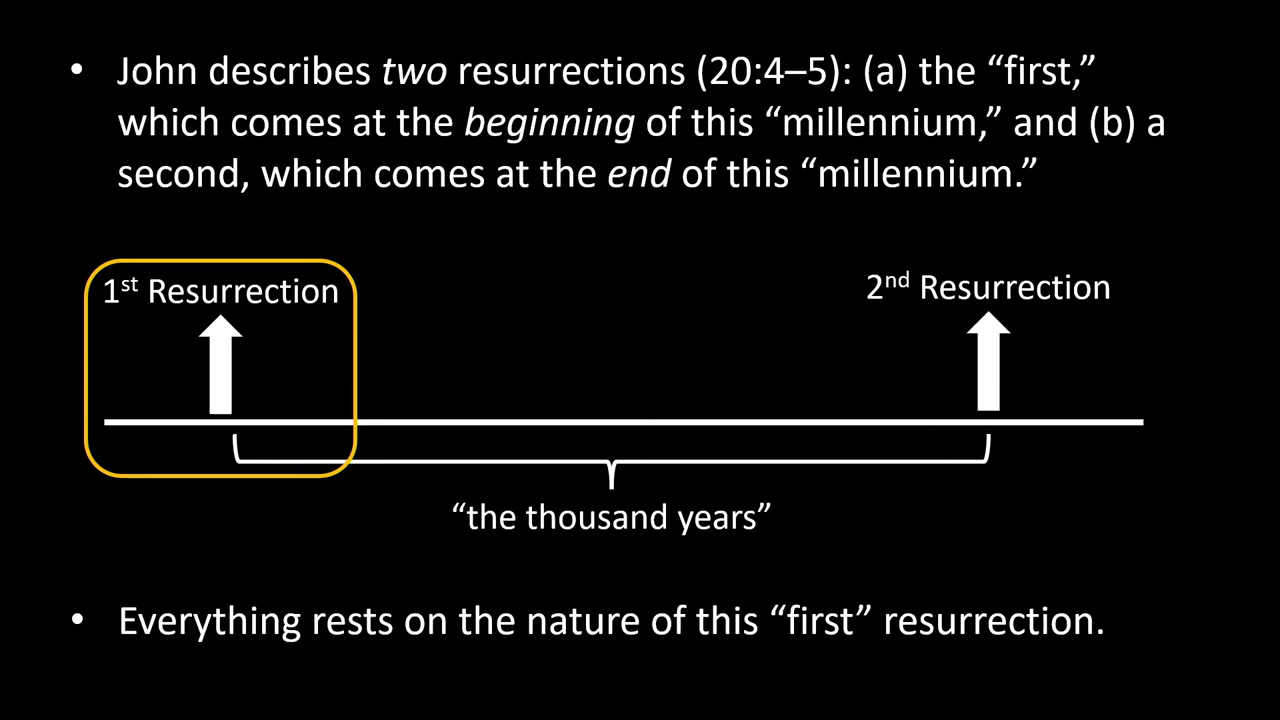 • John describes two resurrections (20:4–5): (a) the “first,”
which comes at the beginning of this “millennium,” and (b) a
second, which comes at the end of this “millennium.”
1st Resurrection
2nd Resurrection
“the thousand years”
• Everything rests on the nature of this “first” resurrection.